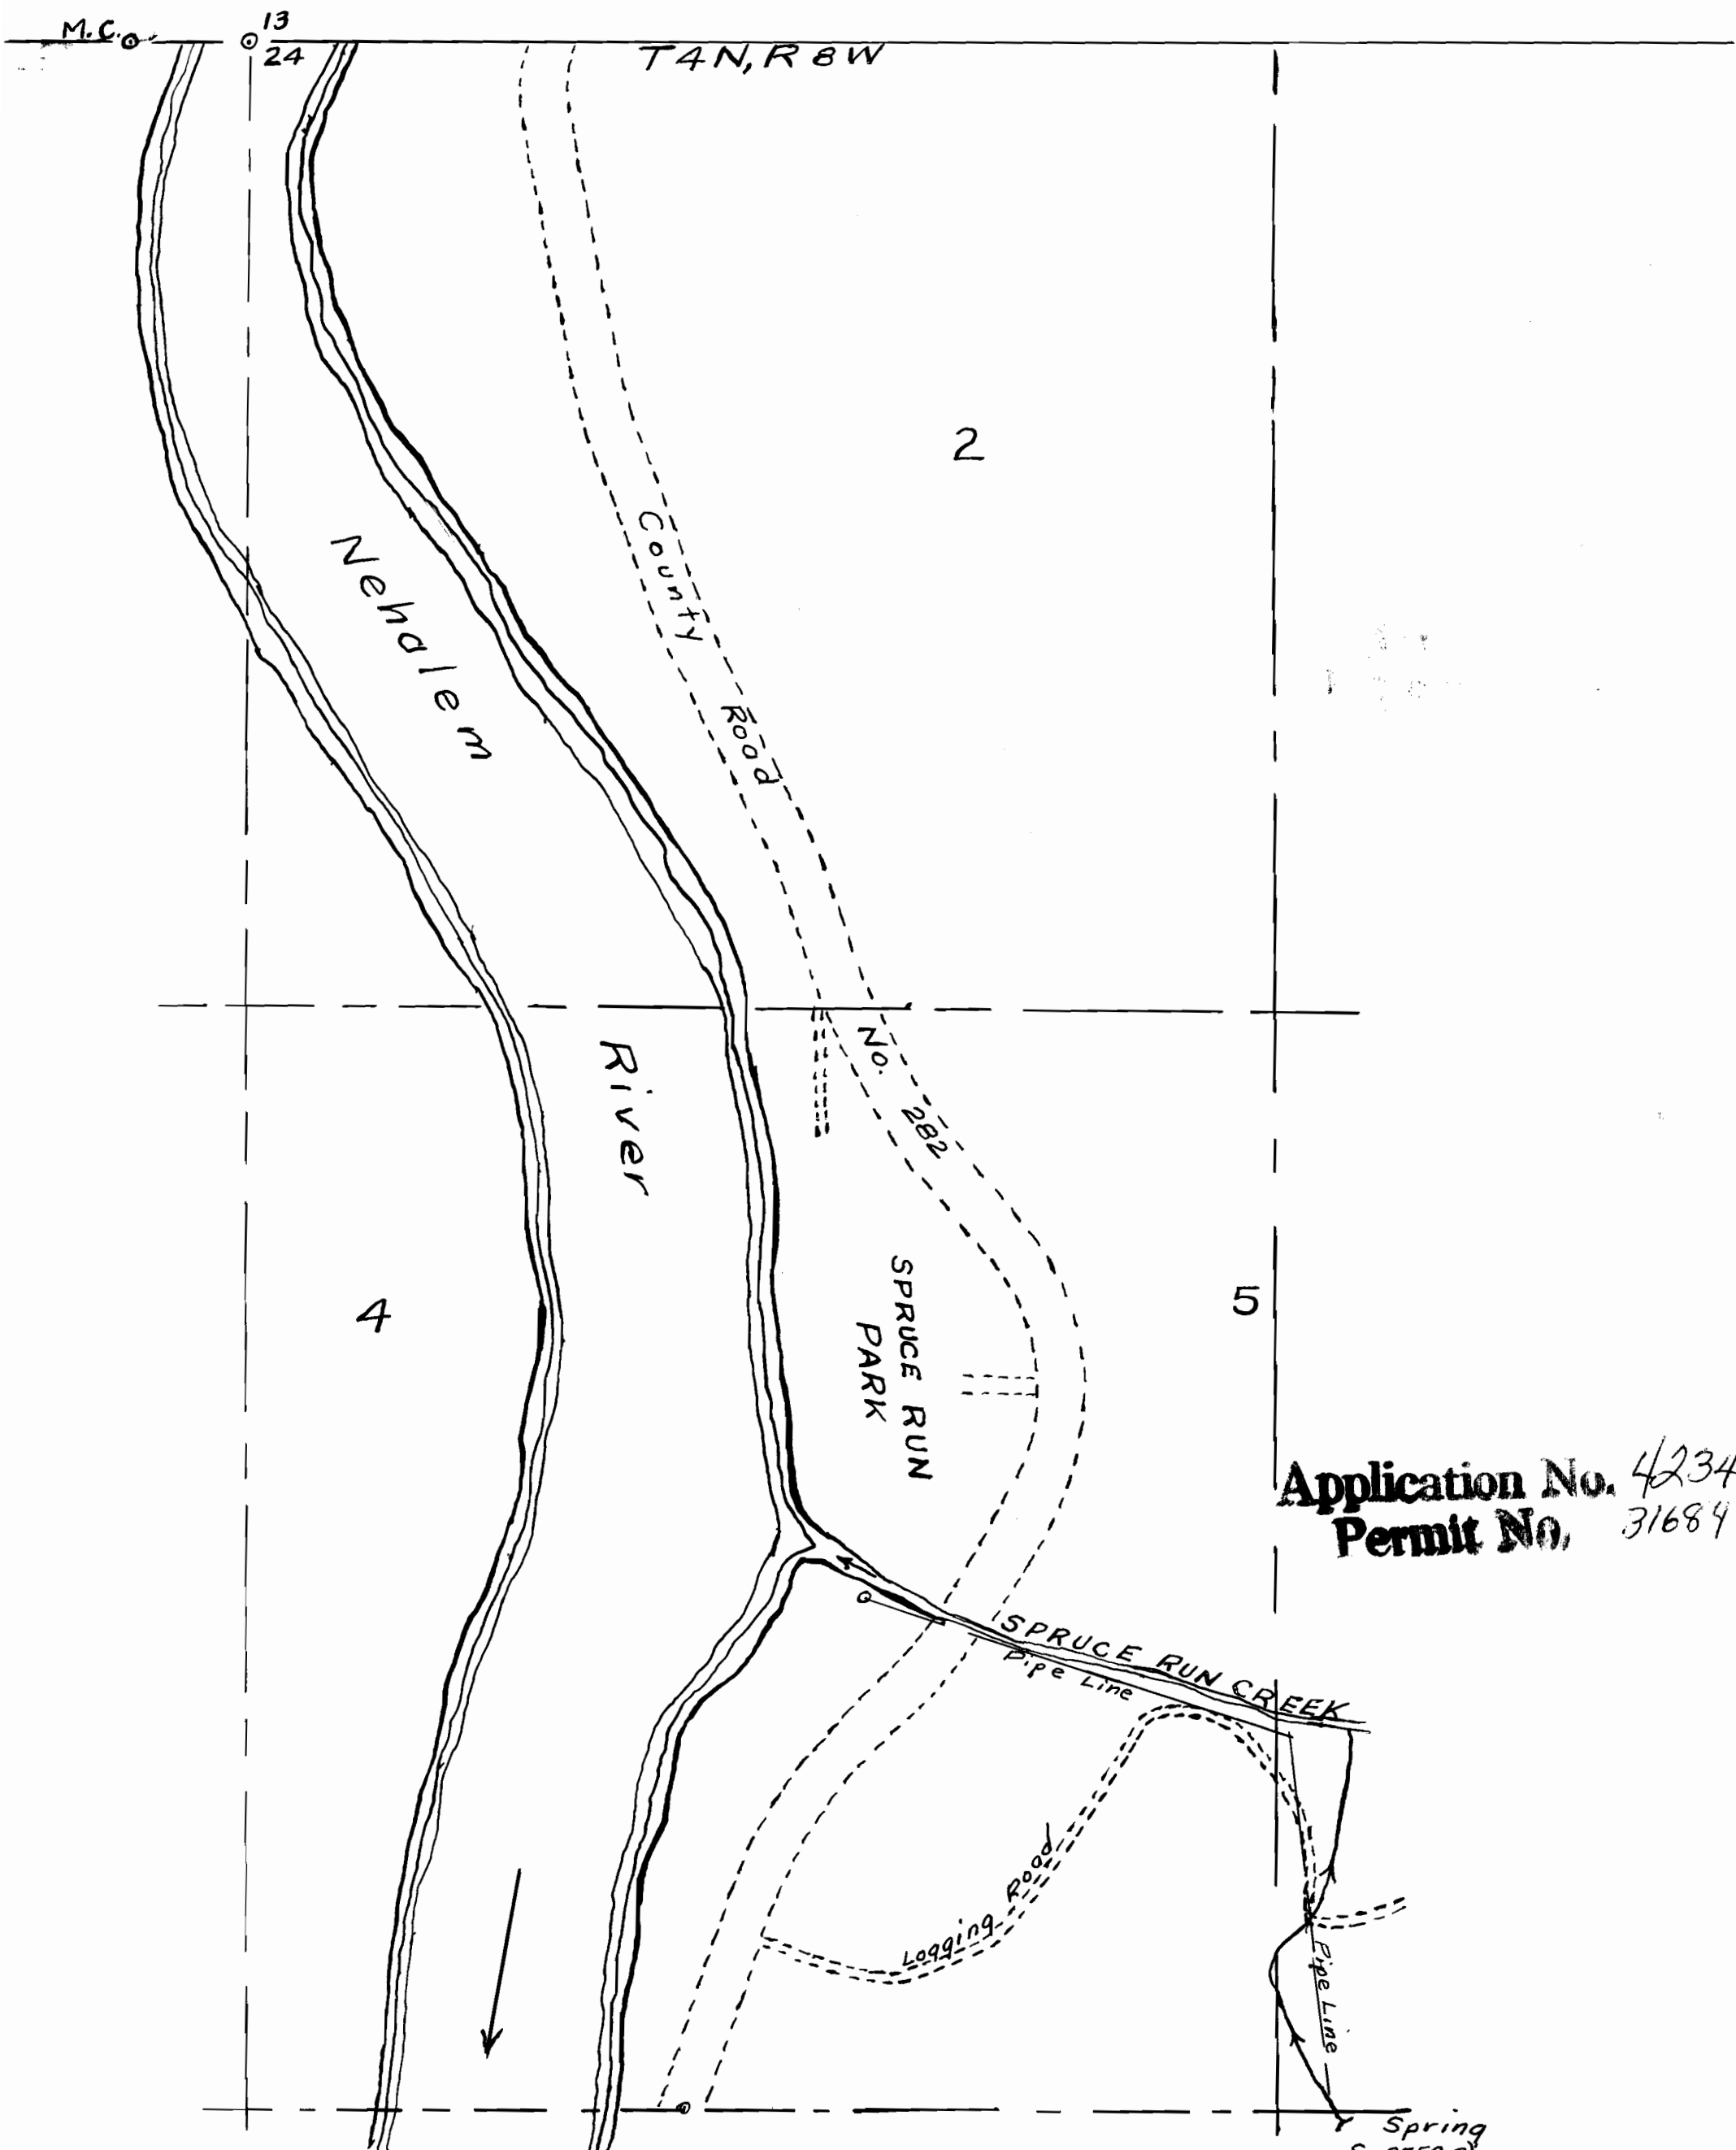 M.C.
13
24
T4N, R8W
2
Nehalem
County
Road
River
No. 282
4
SPRUCE RUN
PARK
5
Application No. 4234
Permit No. 31684
SPRUCE RUN CREEK
Pipe Line
Logging Road
Pipe Line
Spring